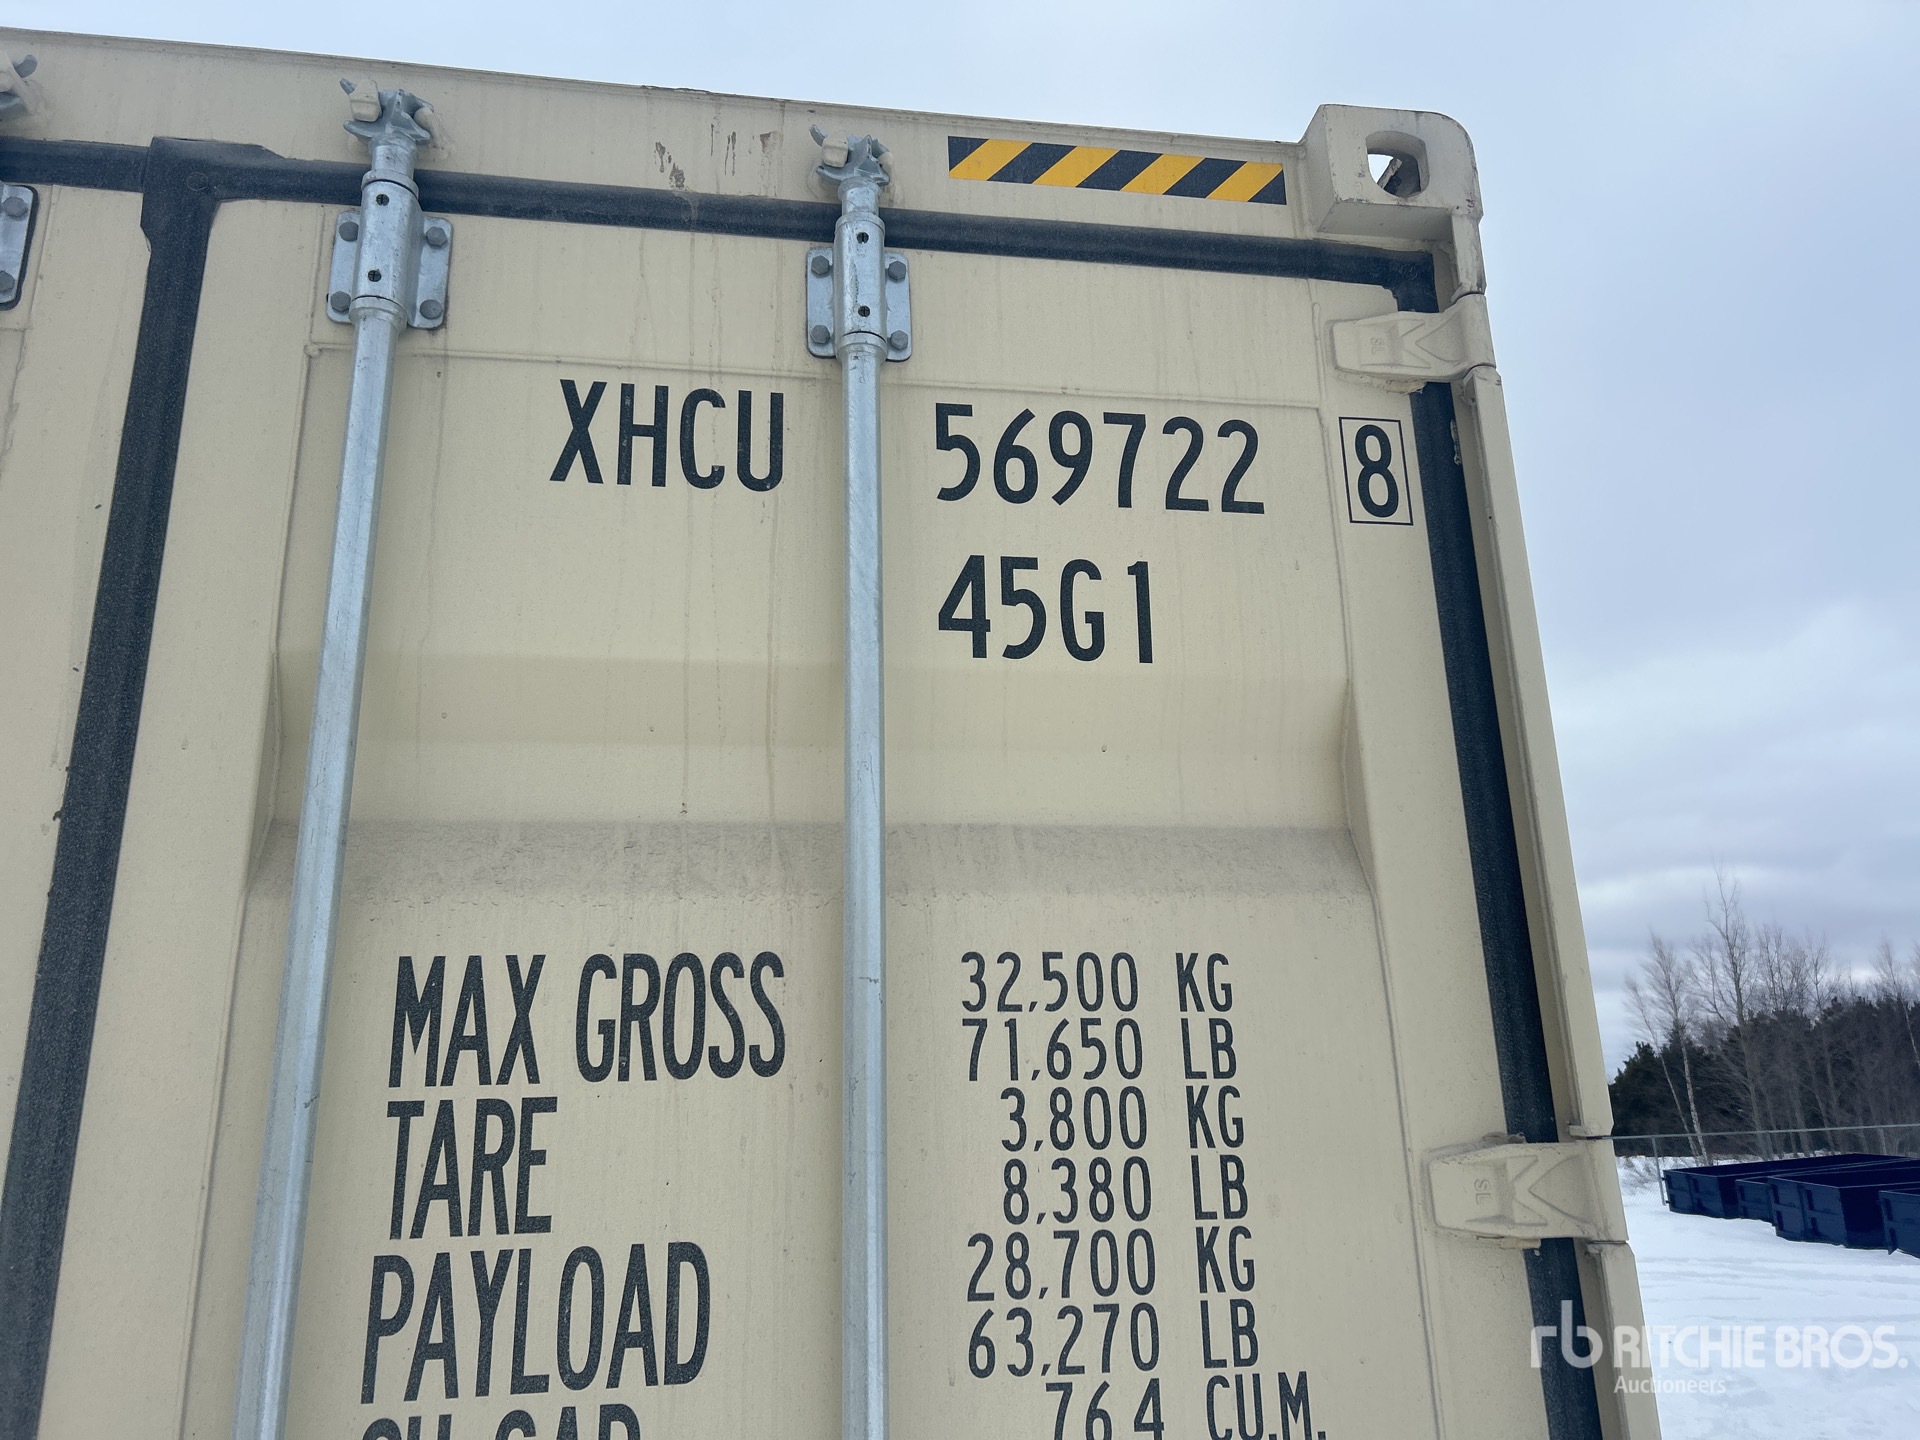 XHCU 569722 8
45G1
MAX GROSS 32,500 KG
71,650 LB
TARE 3,800 KG
8,380 LB
PAYLOAD 28,700 KG
63,270 LB
76.4 CU.M.
rb RITCHIE BROS.
Auctioneers